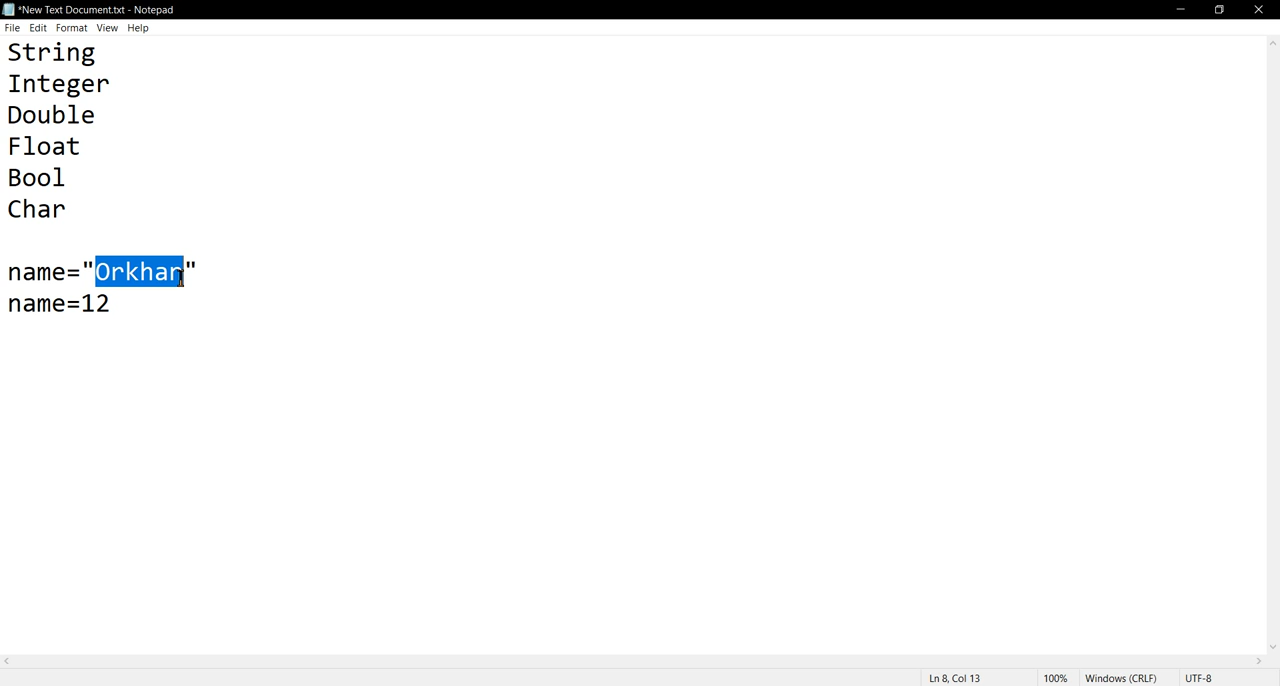 *New Text Document.txt - Notepad
File Edit Format View Help
String
Integer
Double
Float
Bool
Char
name="Orkhan"
name=12
Ln 8, Col 13 100% Windows (CRLF) UTF-8